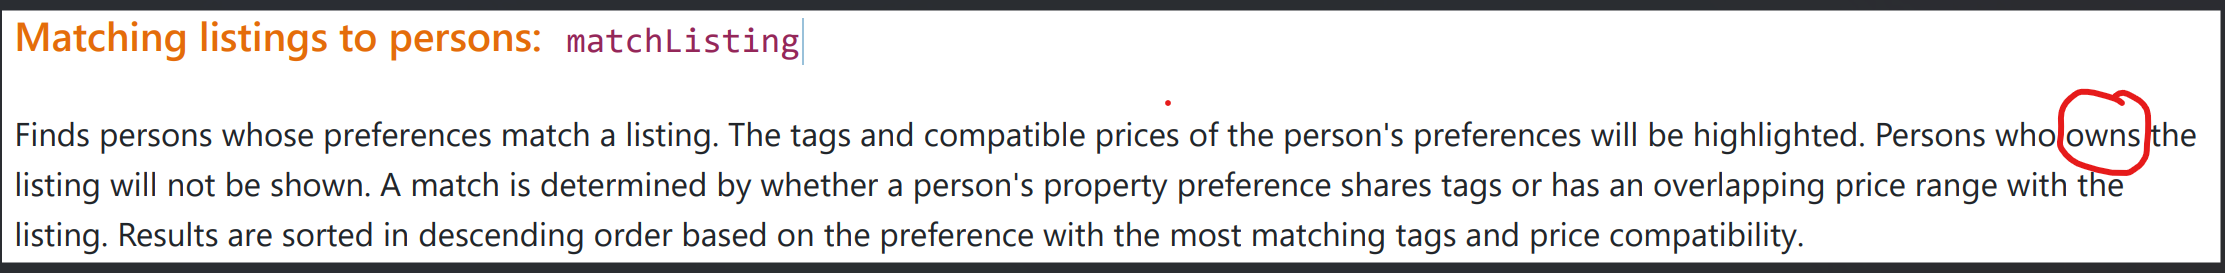 Matching listings to persons: matchListing
Finds persons whose preferences match a listing. The tags and compatible prices of the person's preferences will be highlighted. Persons who owns the
listing will not be shown. A match is determined by whether a person's property preference shares tags or has an overlapping price range with the
listing. Results are sorted in descending order based on the preference with the most matching tags and price compatibility.